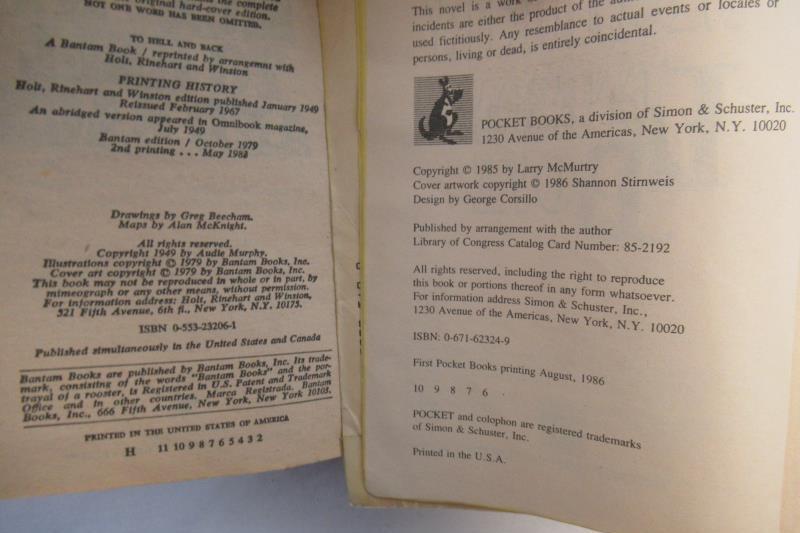 original hard-cover edition.
NOT ONE WORD HAS BEEN OMITTED.
TO HELL AND BACK
A Bantam Book / reprinted by arrangemnt with
Holt, Rinehart and Winston
PRINTING HISTORY
Holt, Rinehart and Winston edition published January 1949
Reissued February 1967
An abridged version appeared in Omnibook magazine,
July 1949
Bantam edition / October 1979
2nd printing . . . May 1983
Drawings by Greg Beecham.
Maps by Alan McKnight.
All rights reserved.
Copyright 1949 by Audie Murphy.
Illustrations copyright © 1979 by Bantam Books, Inc.
Cover art copyright © 1979 by Bantam Books, Inc.
This book may not be reproduced in whole or in part, by
mimeograph or any other means, without permission.
For information address: Holt, Rinehart and Winston,
521 Fifth Avenue, 6th fl., New York, N.Y. 10175.
ISBN 0-553-23206-1
Published simultaneously in the United States and Canada
Bantam Books are published by Bantam Books, Inc. Its trade-
mark, consisting of the words "Bantam Books" and the por-
trayal of a rooster, is Registered in U.S. Patent and Trademark
Office and in other countries. Marca Registrada. Bantam
Books, Inc., 666 Fifth Avenue, New York, New York 10103.
PRINTED IN THE UNITED STATES OF AMERICA
H 11 10 9 8 7 6 5 4 3 2
This novel is a work of
incidents are either the product of the
used fictitiously. Any resemblance to actual events or locales or
persons, living or dead, is entirely coincidental.
POCKET BOOKS, a division of Simon & Schuster, Inc.
1230 Avenue of the Americas, New York, N.Y. 10020
Copyright © 1985 by Larry McMurtry
Cover artwork copyright © 1986 Shannon Stirnweis
Design by George Corsillo
Published by arrangement with the author
Library of Congress Catalog Card Number: 85-2192
All rights reserved, including the right to reproduce
this book or portions thereof in any form whatsoever.
For information address Simon & Schuster, Inc.,
1230 Avenue of the Americas, New York, N.Y. 10020
ISBN: 0-671-62324-9
First Pocket Books printing August, 1986
10 9 8 7 6
POCKET and colophon are registered trademarks
of Simon & Schuster, Inc.
Printed in the U.S.A.